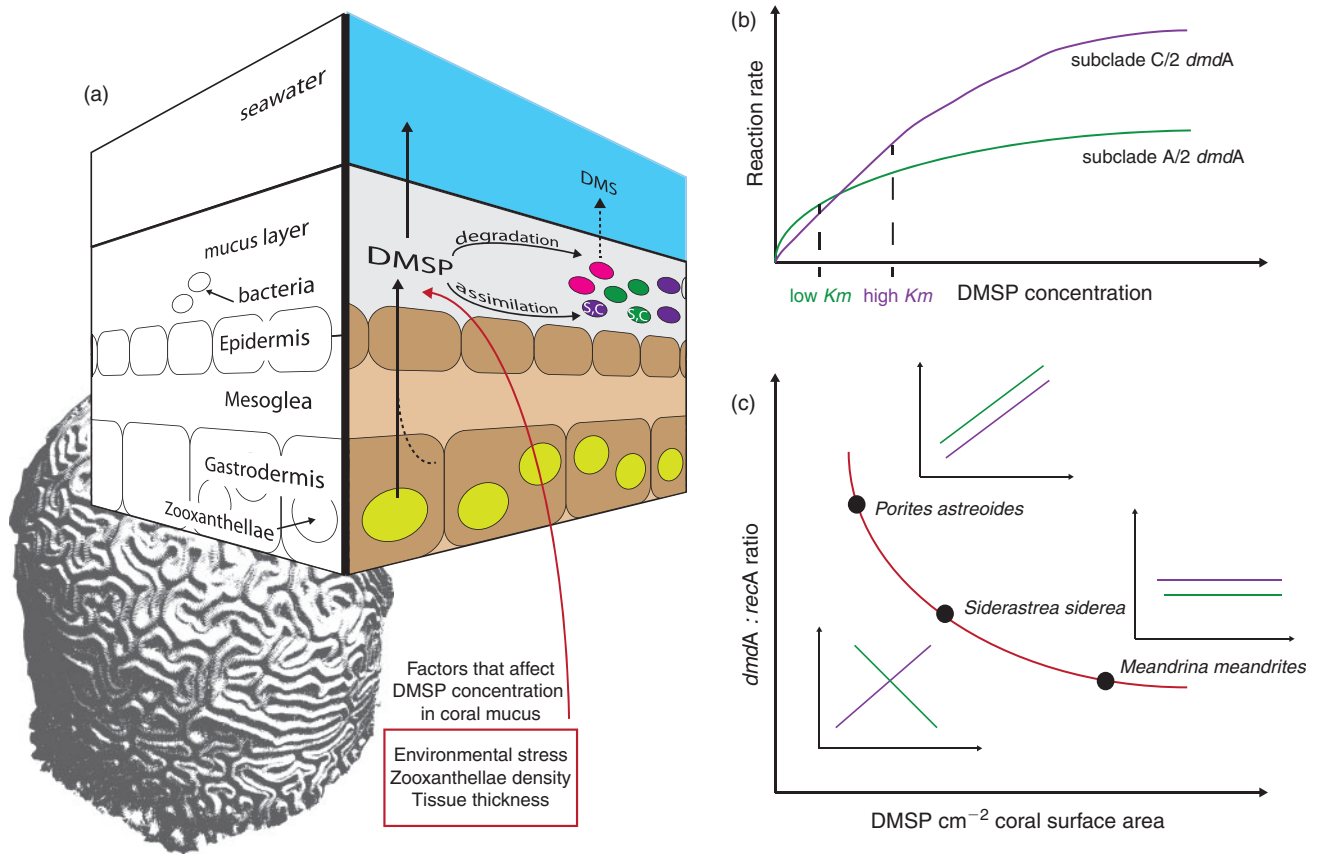 (a)
seawater
mucus layer
bacteria
Epidermis
Mesoglea
Gastrodermis
Zooxanthellae
DMS
degradation
DMSP
assimilation
S,C
S,C
Factors that affect
DMSP concentration
in coral mucus
Environmental stress
Zooxanthellae density
Tissue thickness
(b)
Reaction rate
subclade C/2 dmdA
subclade A/2 dmdA
low Km
high Km
DMSP concentration
(c)
dmdA : recA ratio
Porites astreoides
Siderastrea siderea
Meandrina meandrites
DMSP cm⁻² coral surface area